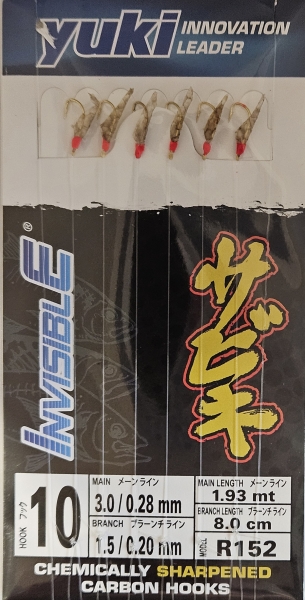 yuki INNOVATION
LEADER
INVISIBLE®
サビキ
HOOK フック 10
MAIN メーンライン
3.0 / 0.28 mm
BRANCH ブラーンチライン
1.5 / 0.20 mm
MAIN LENGTH メーンライン
1.93 mt
BRANCH LENGTH ブラーンチライン
8.0 cm
MODEL R152
CHEMICALLY SHARPENED
CARBON HOOKS